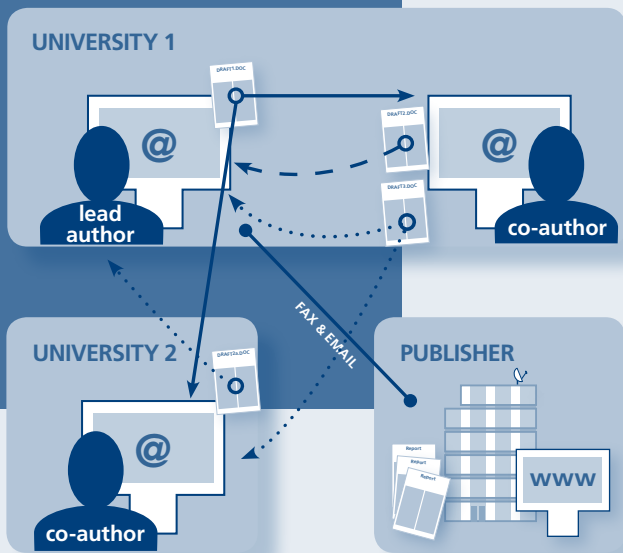 UNIVERSITY 1
DRAFT1.DOC
@
DRAFT2.DOC
@
DRAFT3.DOC
lead
author
co-author
FAX & EMAIL
UNIVERSITY 2
DRAFT2a.DOC
@
co-author
PUBLISHER
Report
Report
Report
www